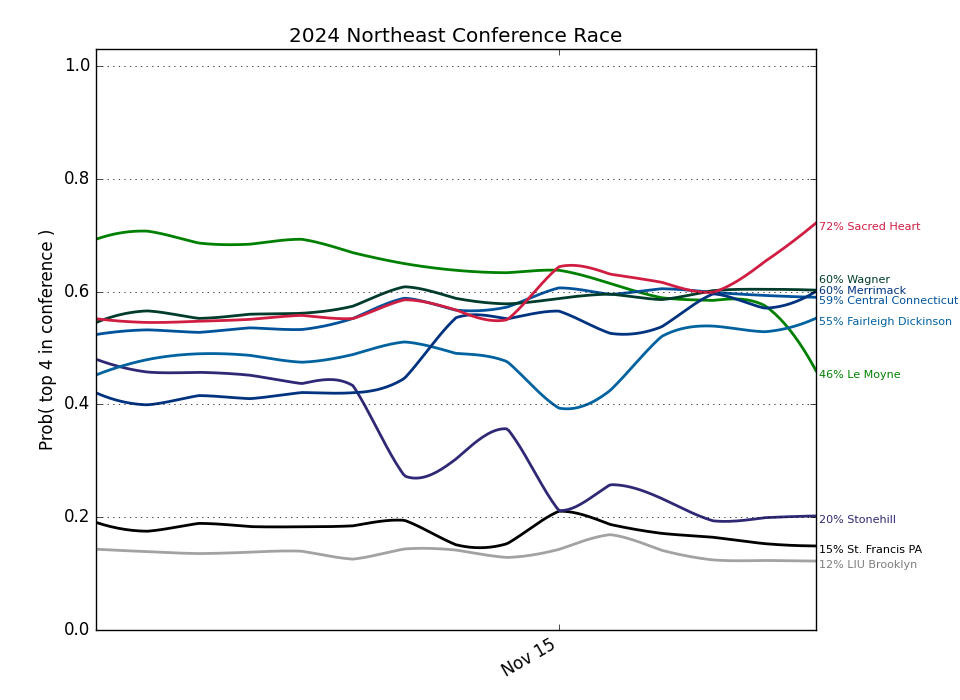 2024 Northeast Conference Race
Prob( top 4 in conference )
1.0
0.8
0.6
0.4
0.2
0.0
Nov 15
72% Sacred Heart
60% Wagner
60% Merrimack
59% Central Connecticut
55% Fairleigh Dickinson
46% Le Moyne
20% Stonehill
15% St. Francis PA
12% LIU Brooklyn